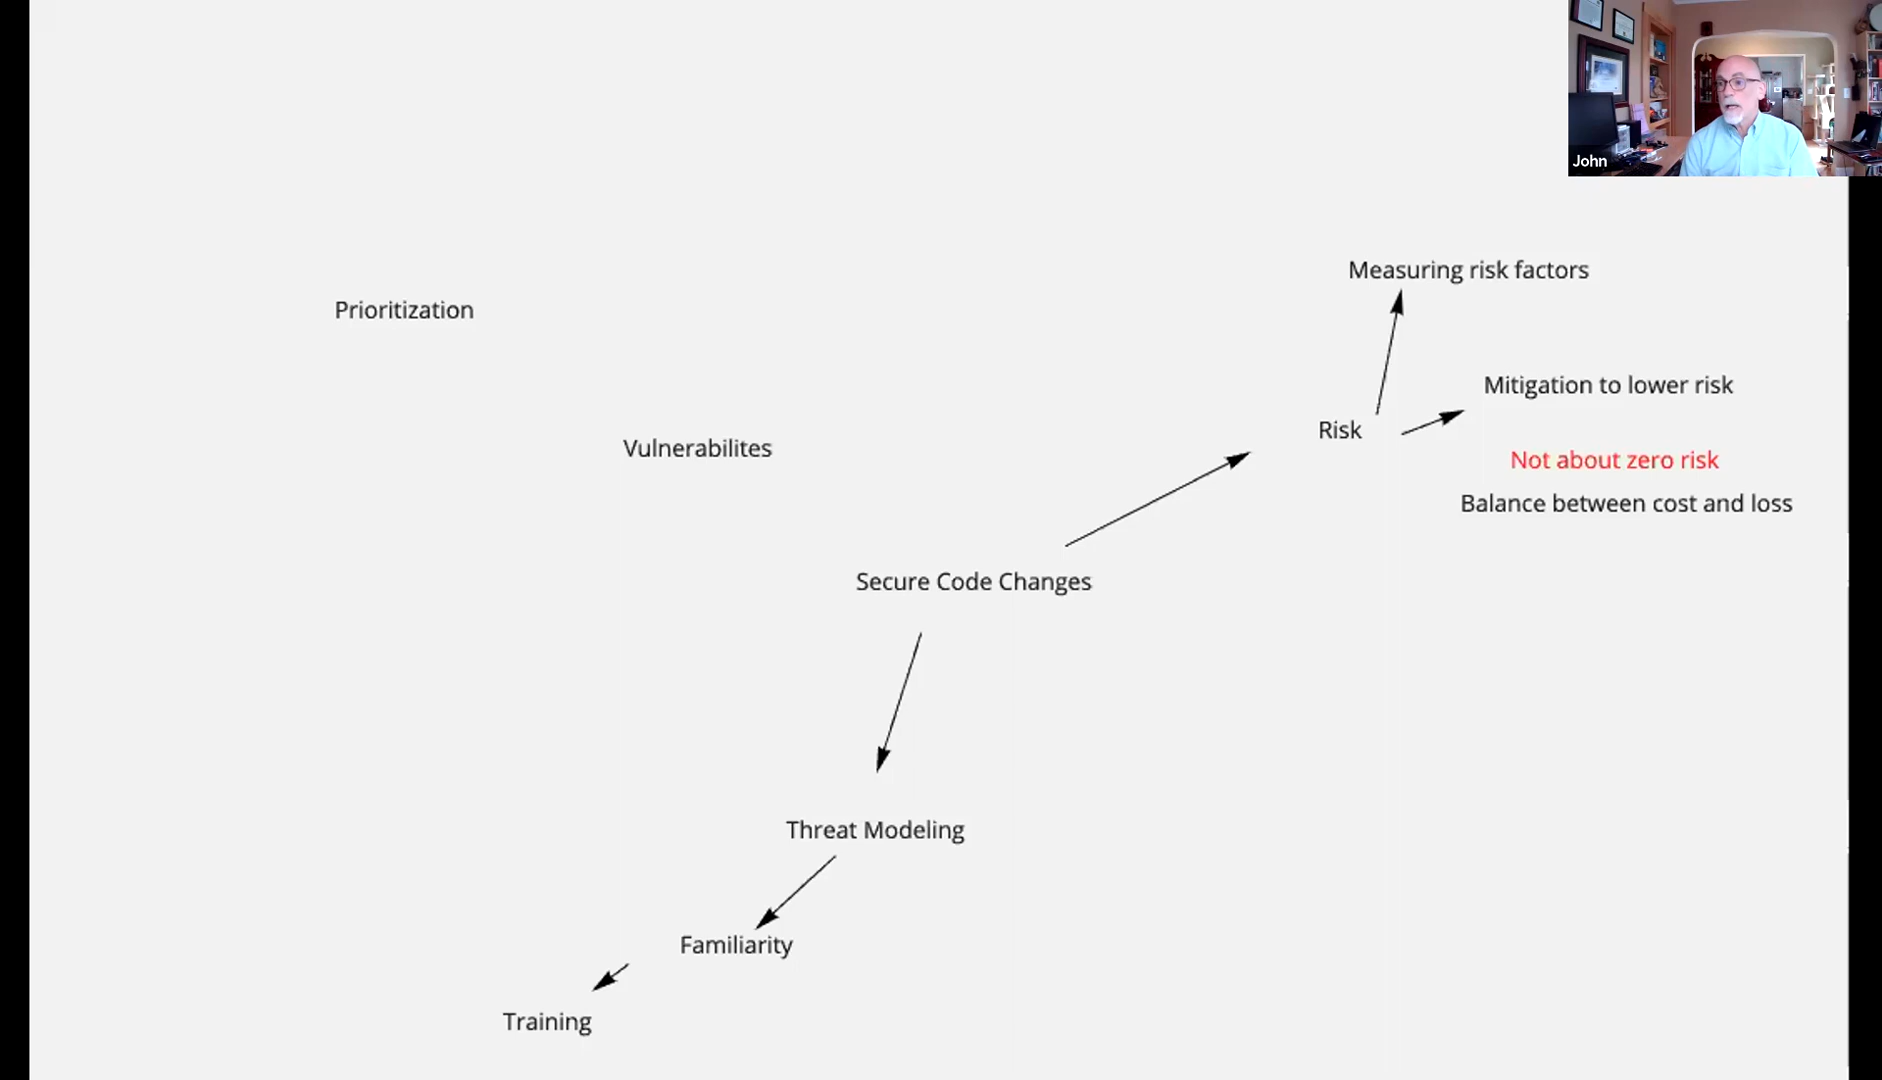 John
Measuring risk factors
Prioritization
Mitigation to lower risk
Risk
Vulnerabilites
Not about zero risk
Balance between cost and loss
Secure Code Changes
Threat Modeling
Familiarity
Training